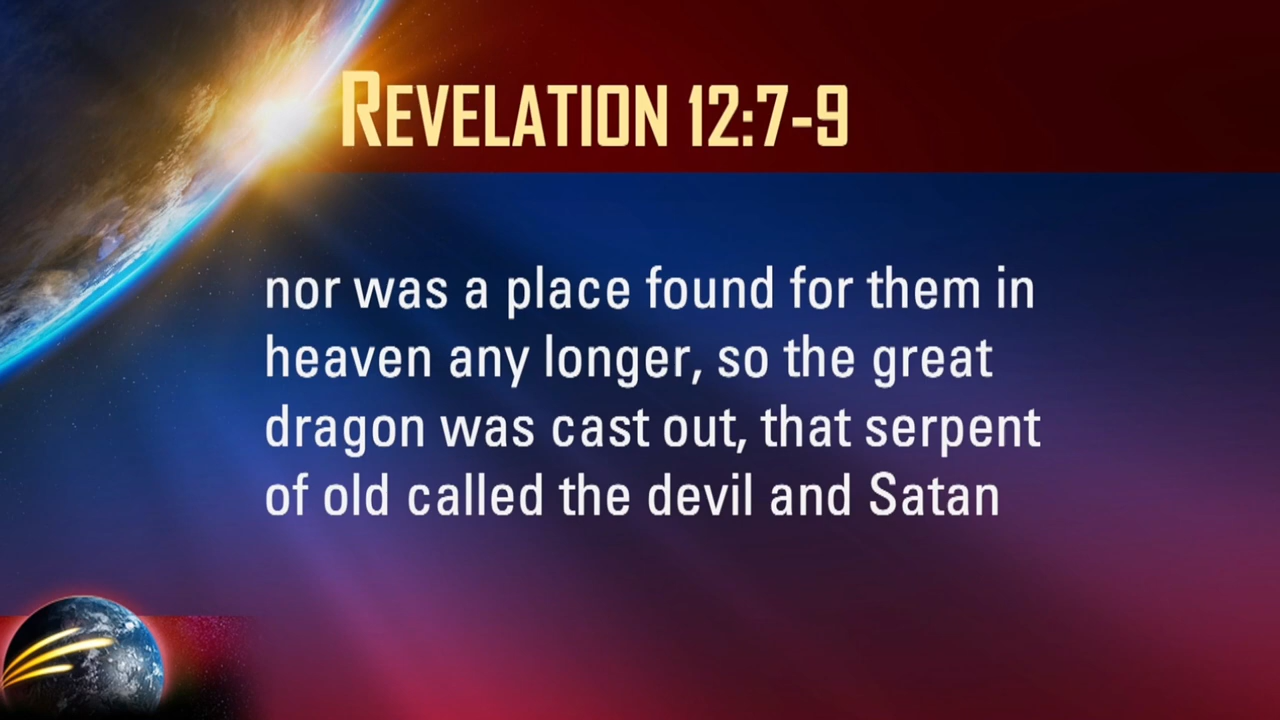 REVELATION 12:7-9
nor was a place found for them in
heaven any longer, so the great
dragon was cast out, that serpent
of old called the devil and Satan